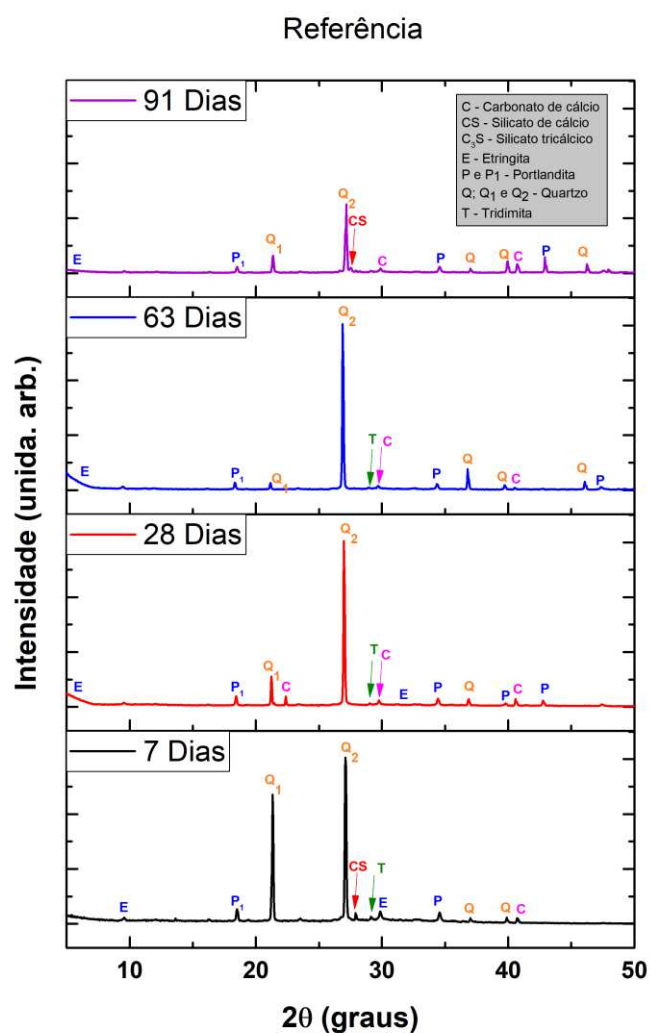 Referência
91 Dias
C - Carbonato de cálcio
CS - Silicato de cálcio
C₃S - Silicato tricálcico
E - Etringita
P e P1 - Portlandita
Q; Q1 e Q2 - Quartzo
T - Tridimita
E P₁ Q₁ Q₂ CS C P Q Q C P Q
63 Dias
E P₁ Q₁ Q₂ T C P Q Q C Q P
28 Dias
E P₁ Q₁ C Q₂ T C E P Q P C P
7 Dias
E P₁ Q₁ Q₂ CS T E P Q Q C
10 20 30 40 50
2θ (graus)
Intensidade (unida. arb.)